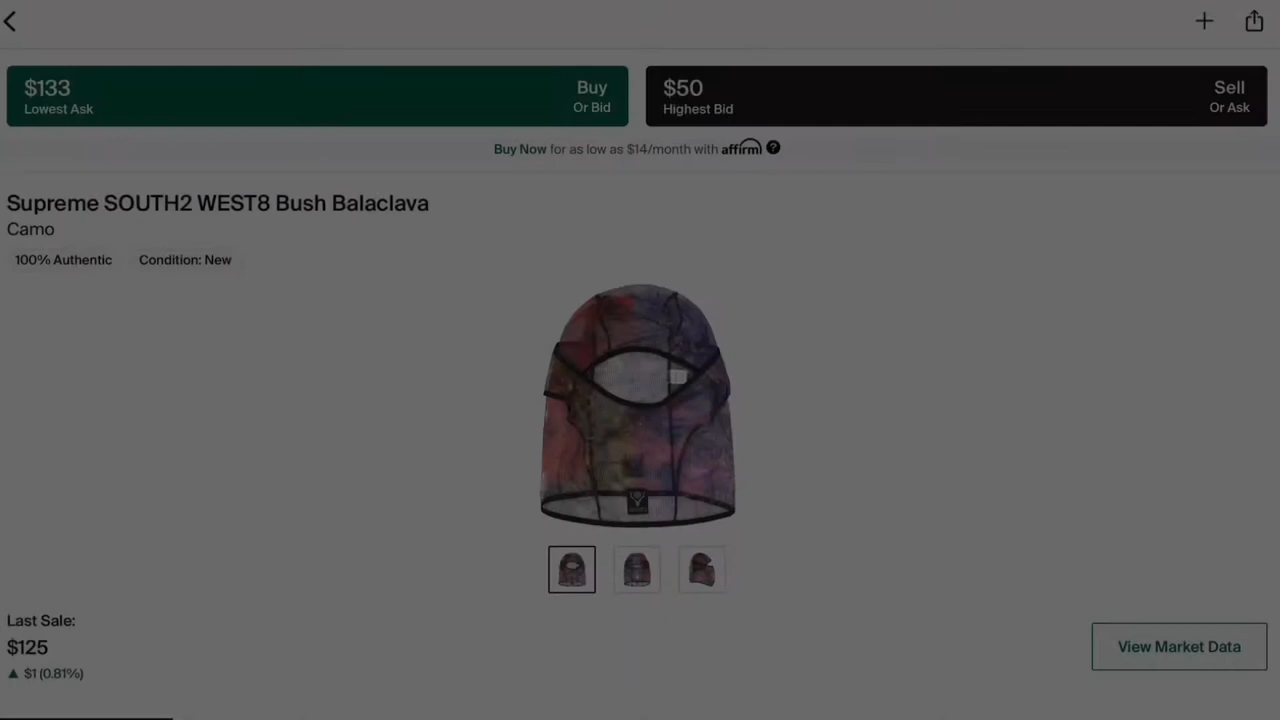 $133
Lowest Ask
Buy
Or Bid
$50
Highest Bid
Sell
Or Ask
Buy Now for as low as $14/month with affirm ?
Supreme SOUTH2 WEST8 Bush Balaclava
Camo
100% Authentic
Condition: New
Last Sale:
$125
▲ $1 (0.81%)
View Market Data